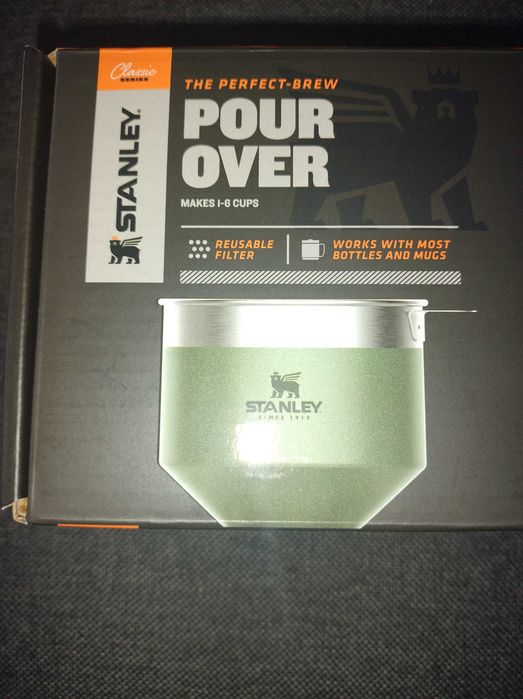 Classic
SERIES
STANLEY®
THE PERFECT-BREW
POUR
OVER
MAKES 1-6 CUPS
REUSABLE
FILTER
WORKS WITH MOST
BOTTLES AND MUGS
STANLEY
SINCE 1913